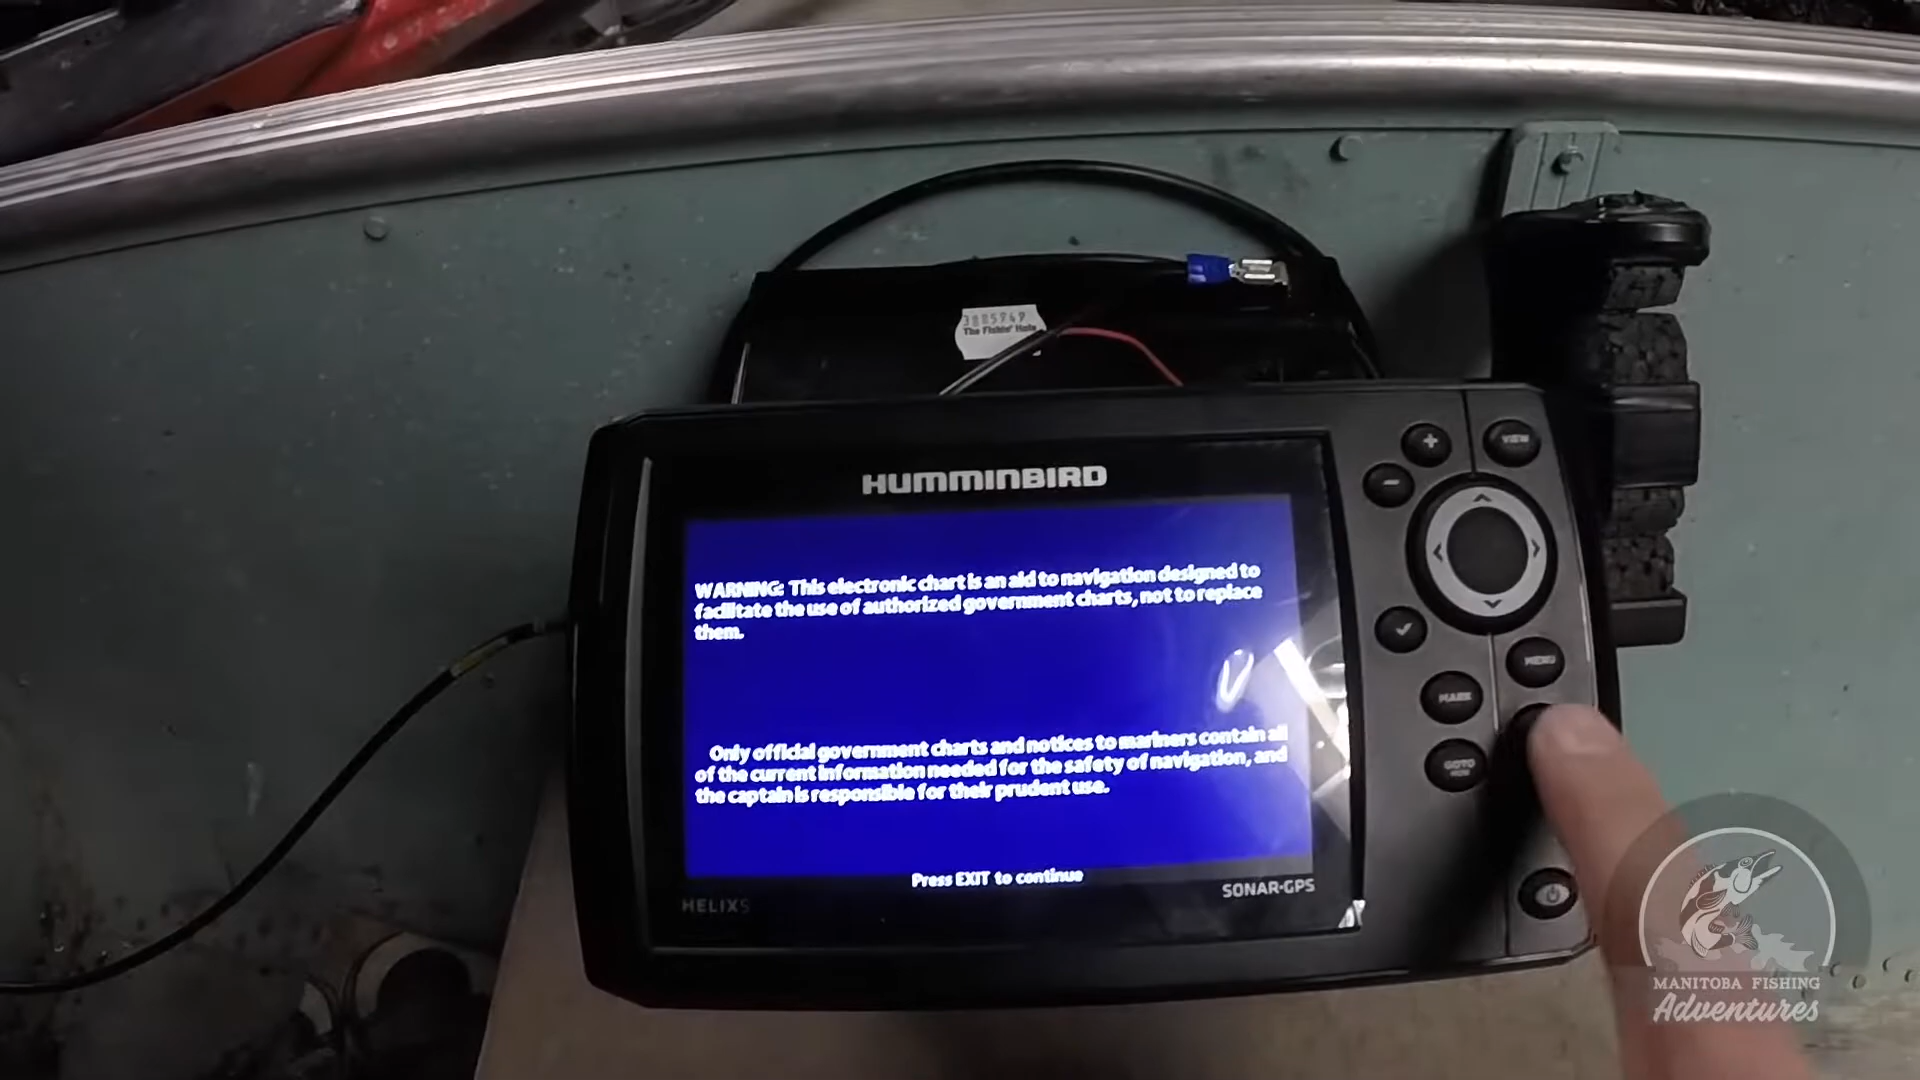 3885949
The Fishin' Hole
VIEW
HUMMINBIRD
WARNING: This electronic chart is an aid to navigation designed to
facilitate the use of authorized government charts, not to replace
them.
MENU
MARK
Only official government charts and notices to mariners contain all
of the current information needed for the safety of navigation, and
the captain is responsible for their prudent use.
GOTO
Press EXIT to continue
HELIX5
SONAR·GPS
MANITOBA FISHING
Adventures